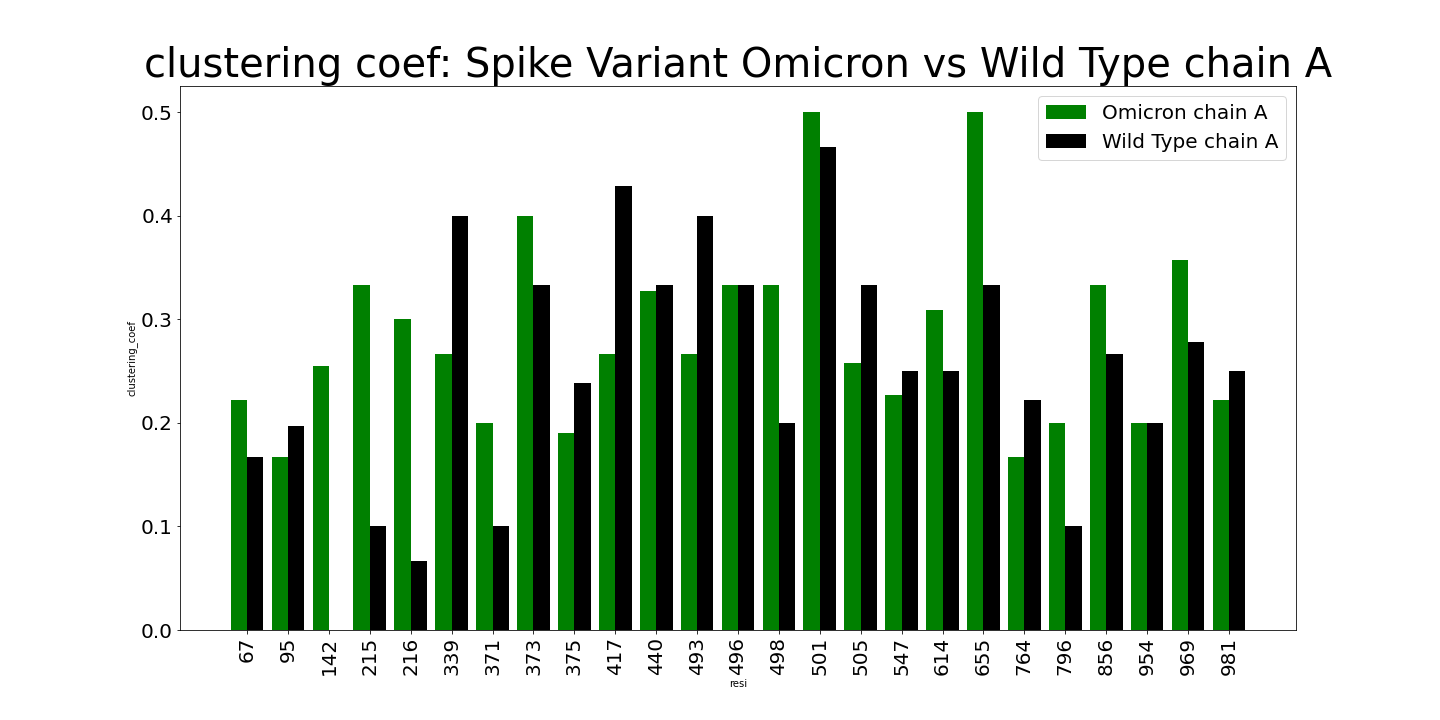 clustering coef: Spike Variant Omicron vs Wild Type chain A
Omicron chain A
Wild Type chain A
0.5
0.4
0.3
0.2
0.1
0.0
clustering_coef
67 95 142 215 216 339 371 373 375 417 440 493 496 498 501 505 547 614 655 764 796 856 954 969 981
resi